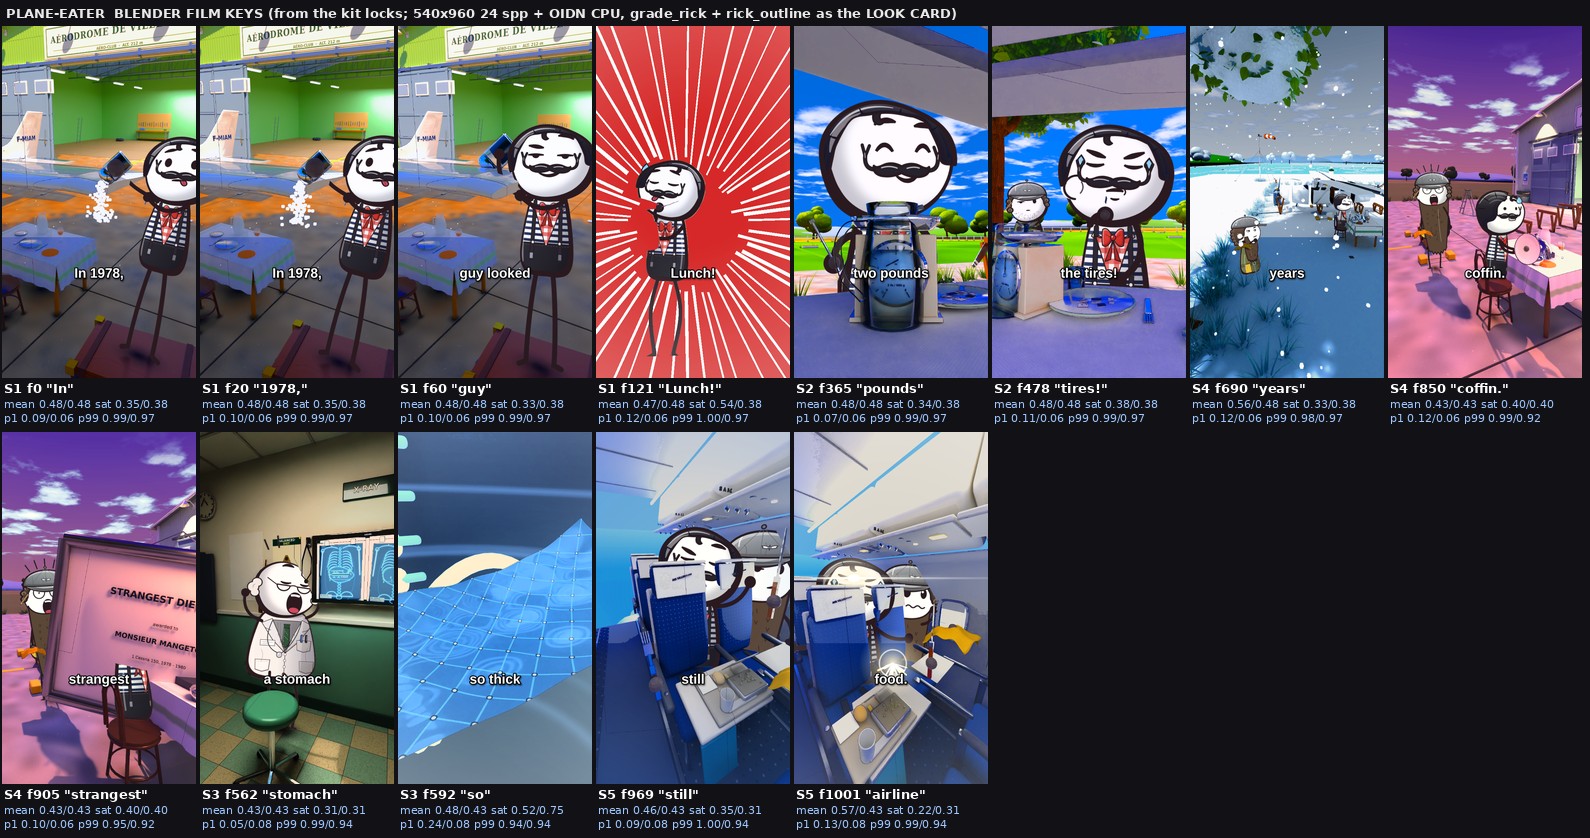 PLANE-EATER BLENDER FILM KEYS (from the kit locks; 540x960 24 spp + OIDN CPU, grade_rick + rick_outline as the LOOK CARD)
AÉRODROME DE VILL
F-MIAM
In 1978,
AÉRODROME DE VILL
F-MIAM
In 1978,
AÉRODROME DE VILL
F-MIAM
guy looked
Lunch!
two pounds
the tires!
years
coffin.
S1 f0 "In"
mean 0.48/0.48 sat 0.35/0.38
p1 0.09/0.06 p99 0.99/0.97
S1 f20 "1978,"
mean 0.48/0.48 sat 0.35/0.38
p1 0.10/0.06 p99 0.99/0.97
S1 f60 "guy"
mean 0.48/0.48 sat 0.33/0.38
p1 0.10/0.06 p99 0.99/0.97
S1 f121 "Lunch!"
mean 0.47/0.48 sat 0.54/0.38
p1 0.12/0.06 p99 1.00/0.97
S2 f365 "pounds"
mean 0.48/0.48 sat 0.34/0.38
p1 0.07/0.06 p99 0.99/0.97
S2 f478 "tires!"
mean 0.48/0.48 sat 0.38/0.38
p1 0.11/0.06 p99 0.99/0.97
S4 f690 "years"
mean 0.56/0.48 sat 0.33/0.38
p1 0.12/0.06 p99 0.98/0.97
S4 f850 "coffin."
mean 0.43/0.43 sat 0.40/0.40
p1 0.12/0.06 p99 0.99/0.92
STRANGEST DIE
awarded to
MONSIEUR MANGET
strangest
X-RAY
a stomach
so thick
still
food.
S4 f905 "strangest"
mean 0.43/0.43 sat 0.40/0.40
p1 0.10/0.06 p99 0.95/0.92
S3 f562 "stomach"
mean 0.43/0.43 sat 0.31/0.31
p1 0.05/0.08 p99 0.99/0.94
S3 f592 "so"
mean 0.48/0.43 sat 0.52/0.75
p1 0.24/0.08 p99 0.94/0.94
S5 f969 "still"
mean 0.46/0.43 sat 0.35/0.31
p1 0.09/0.08 p99 1.00/0.94
S5 f1001 "airline"
mean 0.57/0.43 sat 0.22/0.31
p1 0.13/0.08 p99 0.99/0.94